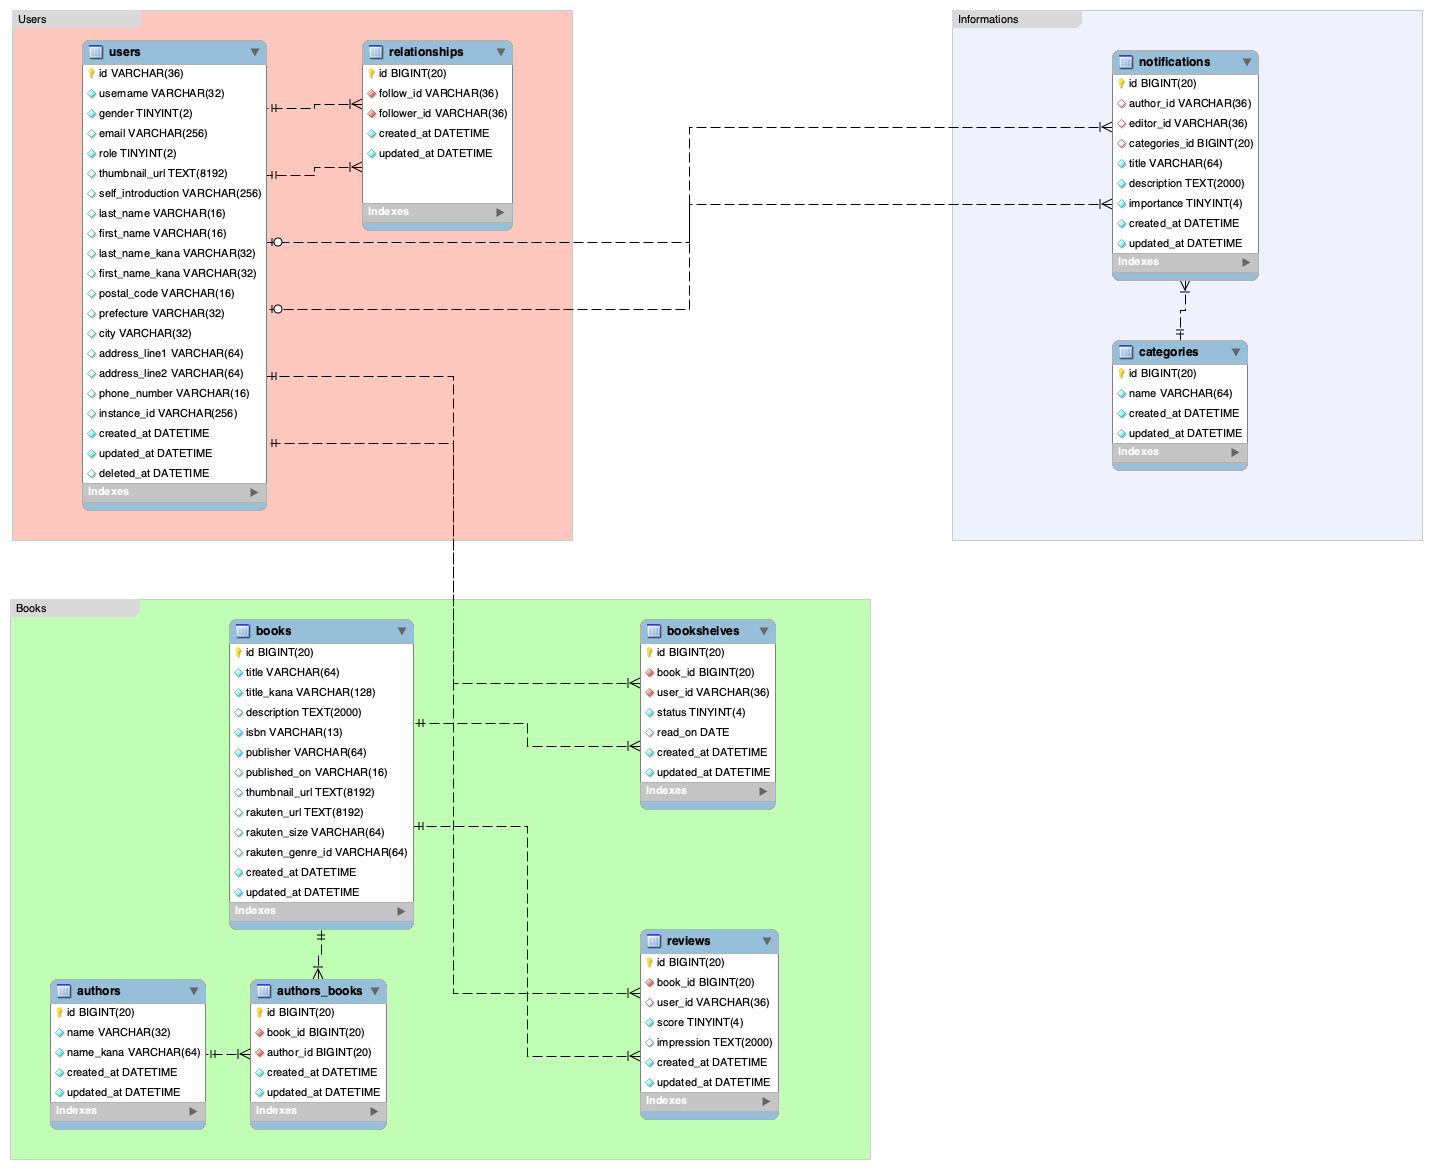 Users
users
id VARCHAR(36)
username VARCHAR(32)
gender TINYINT(2)
email VARCHAR(256)
role TINYINT(2)
thumbnail_url TEXT(8192)
self_introduction VARCHAR(256)
last_name VARCHAR(16)
first_name VARCHAR(16)
last_name_kana VARCHAR(32)
first_name_kana VARCHAR(32)
postal_code VARCHAR(16)
prefecture VARCHAR(32)
city VARCHAR(32)
address_line1 VARCHAR(64)
address_line2 VARCHAR(64)
phone_number VARCHAR(16)
instance_id VARCHAR(256)
created_at DATETIME
updated_at DATETIME
deleted_at DATETIME
Indexes
relationships
id BIGINT(20)
follow_id VARCHAR(36)
follower_id VARCHAR(36)
created_at DATETIME
updated_at DATETIME
Indexes
Informations
notifications
id BIGINT(20)
author_id VARCHAR(36)
editor_id VARCHAR(36)
categories_id BIGINT(20)
title VARCHAR(64)
description TEXT(2000)
importance TINYINT(4)
created_at DATETIME
updated_at DATETIME
Indexes
categories
id BIGINT(20)
name VARCHAR(64)
created_at DATETIME
updated_at DATETIME
Indexes
Books
books
id BIGINT(20)
title VARCHAR(64)
title_kana VARCHAR(128)
description TEXT(2000)
isbn VARCHAR(13)
publisher VARCHAR(64)
published_on VARCHAR(16)
thumbnail_url TEXT(8192)
rakuten_url TEXT(8192)
rakuten_size VARCHAR(64)
rakuten_genre_id VARCHAR(64)
created_at DATETIME
updated_at DATETIME
Indexes
bookshelves
id BIGINT(20)
book_id BIGINT(20)
user_id VARCHAR(36)
status TINYINT(4)
read_on DATE
created_at DATETIME
updated_at DATETIME
Indexes
authors
id BIGINT(20)
name VARCHAR(32)
name_kana VARCHAR(64)
created_at DATETIME
updated_at DATETIME
Indexes
authors_books
id BIGINT(20)
book_id BIGINT(20)
author_id BIGINT(20)
created_at DATETIME
updated_at DATETIME
Indexes
reviews
id BIGINT(20)
book_id BIGINT(20)
user_id VARCHAR(36)
score TINYINT(4)
impression TEXT(2000)
created_at DATETIME
updated_at DATETIME
Indexes